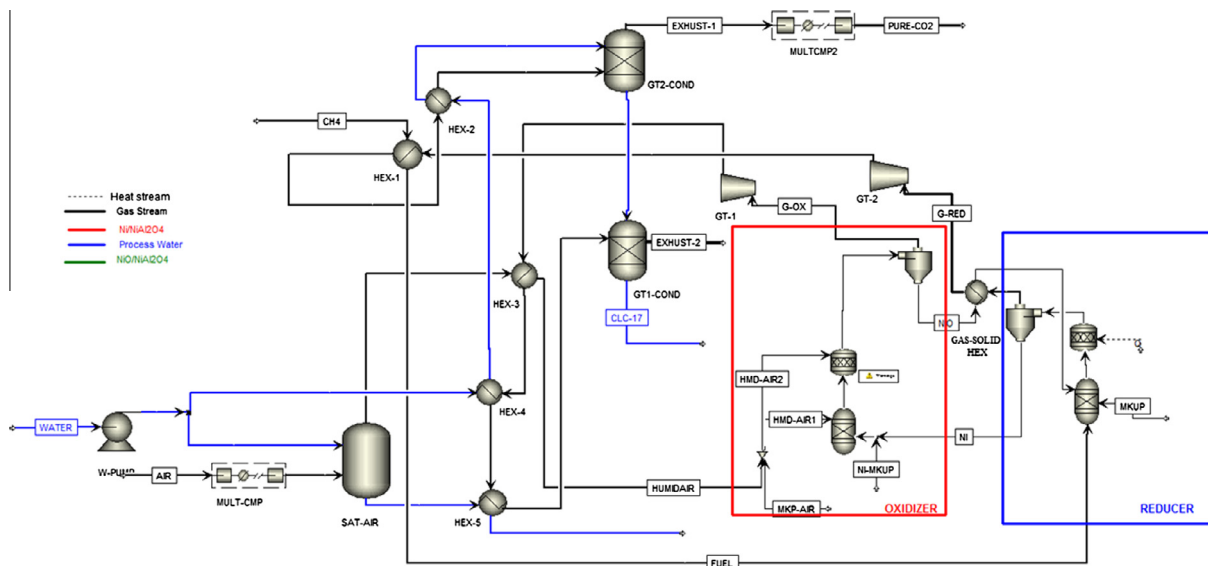 EXHUST-1
PURE-CO2
MULTCMP2
GT2-COND
CH4
HEX-2
HEX-1
Heat stream
Gas Stream
Ni/NiAl2O4
Process Water
NiO/NiAl2O4
GT-1
GT-2
G-OX
G-RED
EXHUST-2
GT1-COND
HEX-3
CLC-17
NIO
GAS-SOLID
HEX
HMD-AIR2
Warnings
HMD-AIR1
MKUP
HEX-4
WATER
W-PUMP
AIR
MULT-CMP
NI
NI-MKUP
HUMIDAIR
SAT-AIR
HEX-5
MKP-AIR
OXIDIZER
REDUCER
FUEL